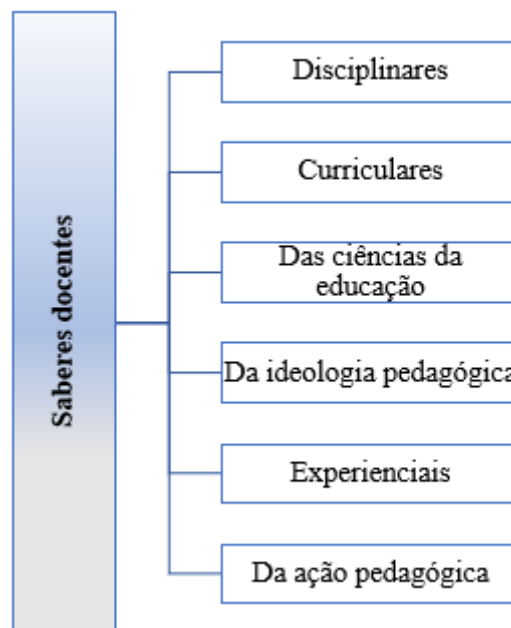 Saberes docentes
Disciplinares
Curriculares
Das ciências da
educação
Da ideologia pedagógica
Experienciais
Da ação pedagógica